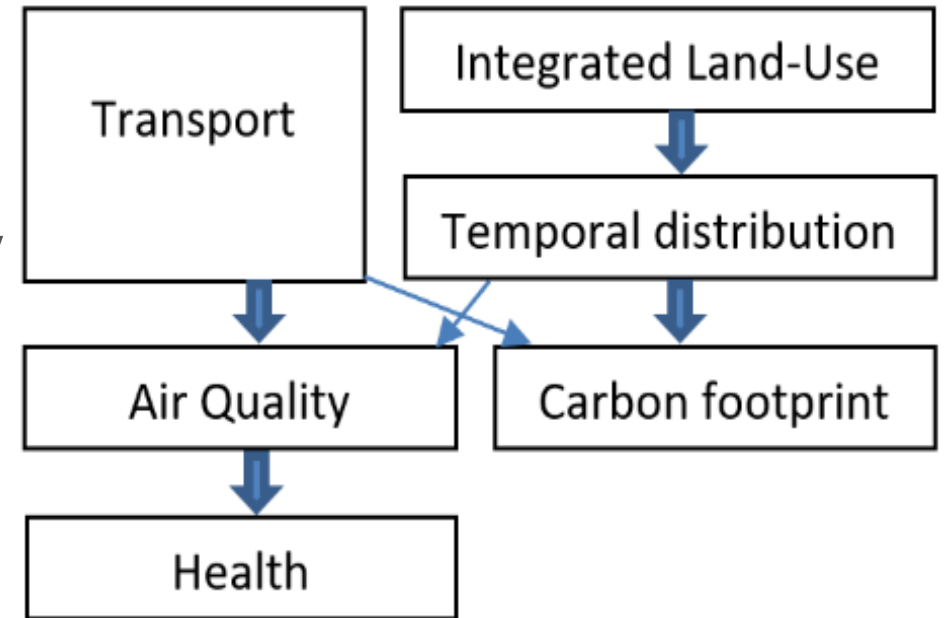 Transport
Integrated Land-Use
Temporal distribution
Air Quality
Carbon footprint
Health